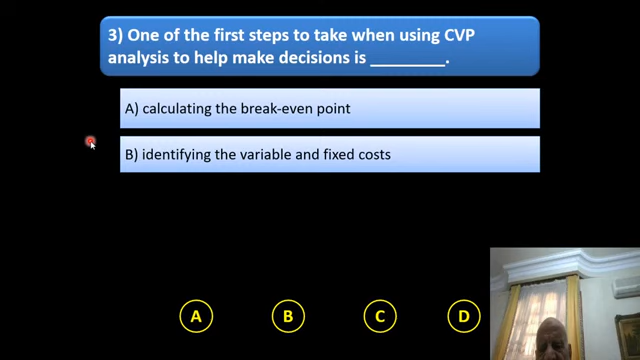 3) One of the first steps to take when using CVP
analysis to help make decisions is ________.
A) calculating the break-even point
B) identifying the variable and fixed costs
A B C D